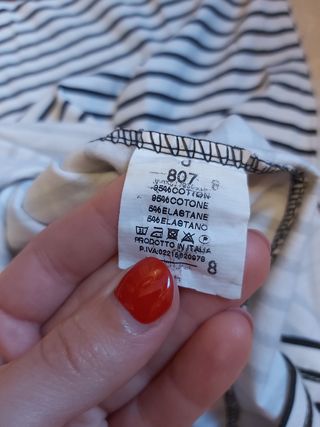 807
95%COTTON
95%COTONE
5%ELASTANE
5%ELASTANO
PRODOTTO IN ITALIA
8